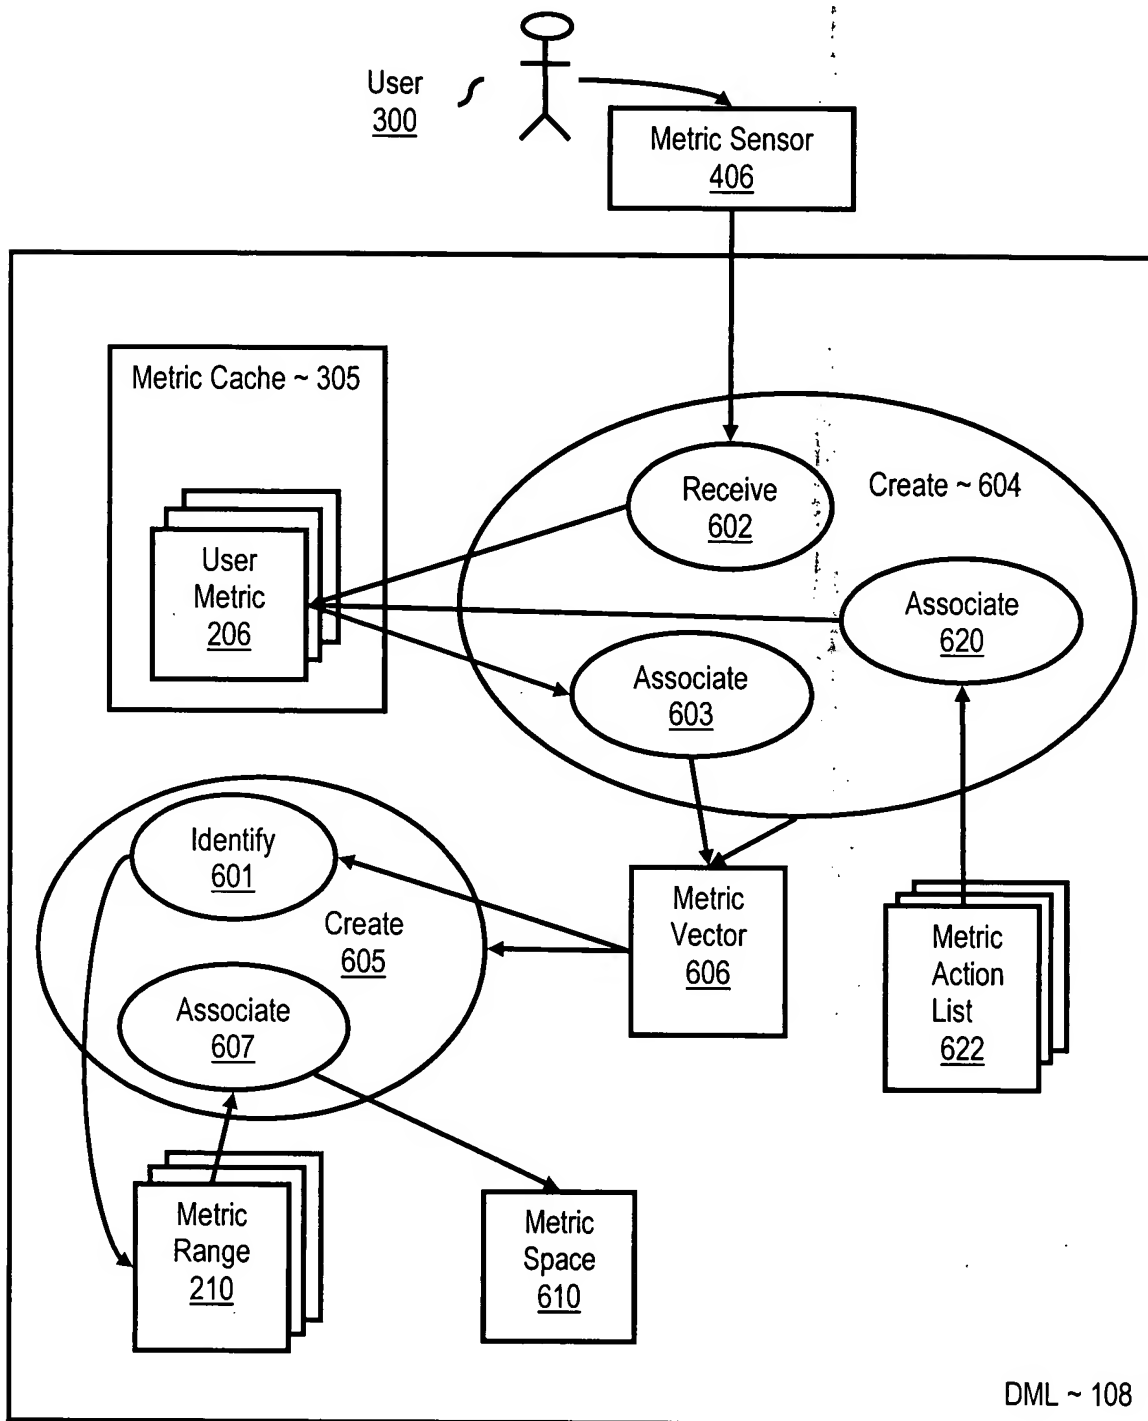 User
300
Metric Sensor
406
Metric Cache ~ 305
Receive
602
Create ~ 604
User
Metric
206
Associate
620
Associate
603
Identify
601
Create
605
Metric
Vector
606
Metric
Action
List
622
Associate
607
Metric
Range
210
Metric
Space
610
DML ~ 108